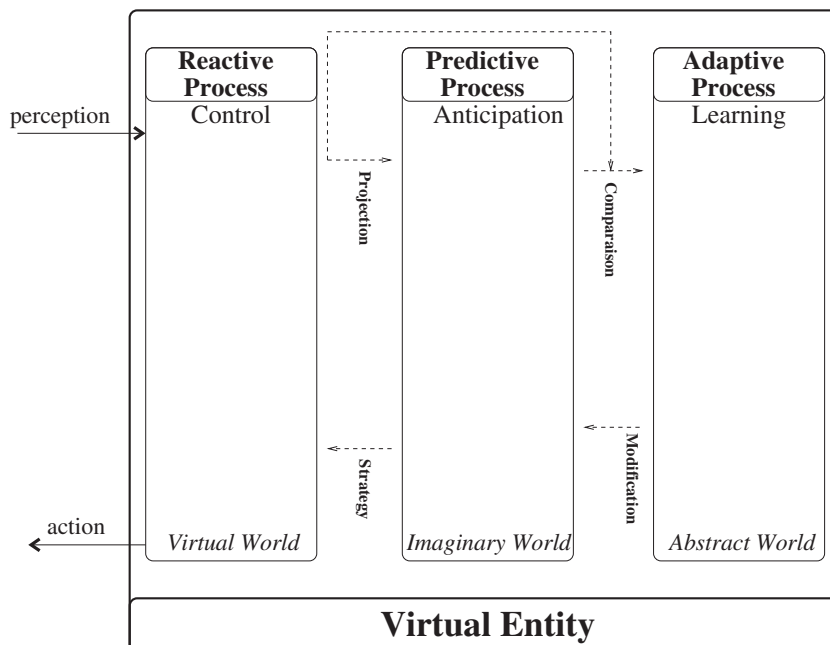 Reactive
Process
Control
Predictive
Process
Anticipation
Adaptive
Process
Learning
perception
Projection
Comparaison
Strategy
Modification
action
Virtual World
Imaginary World
Abstract World
Virtual Entity